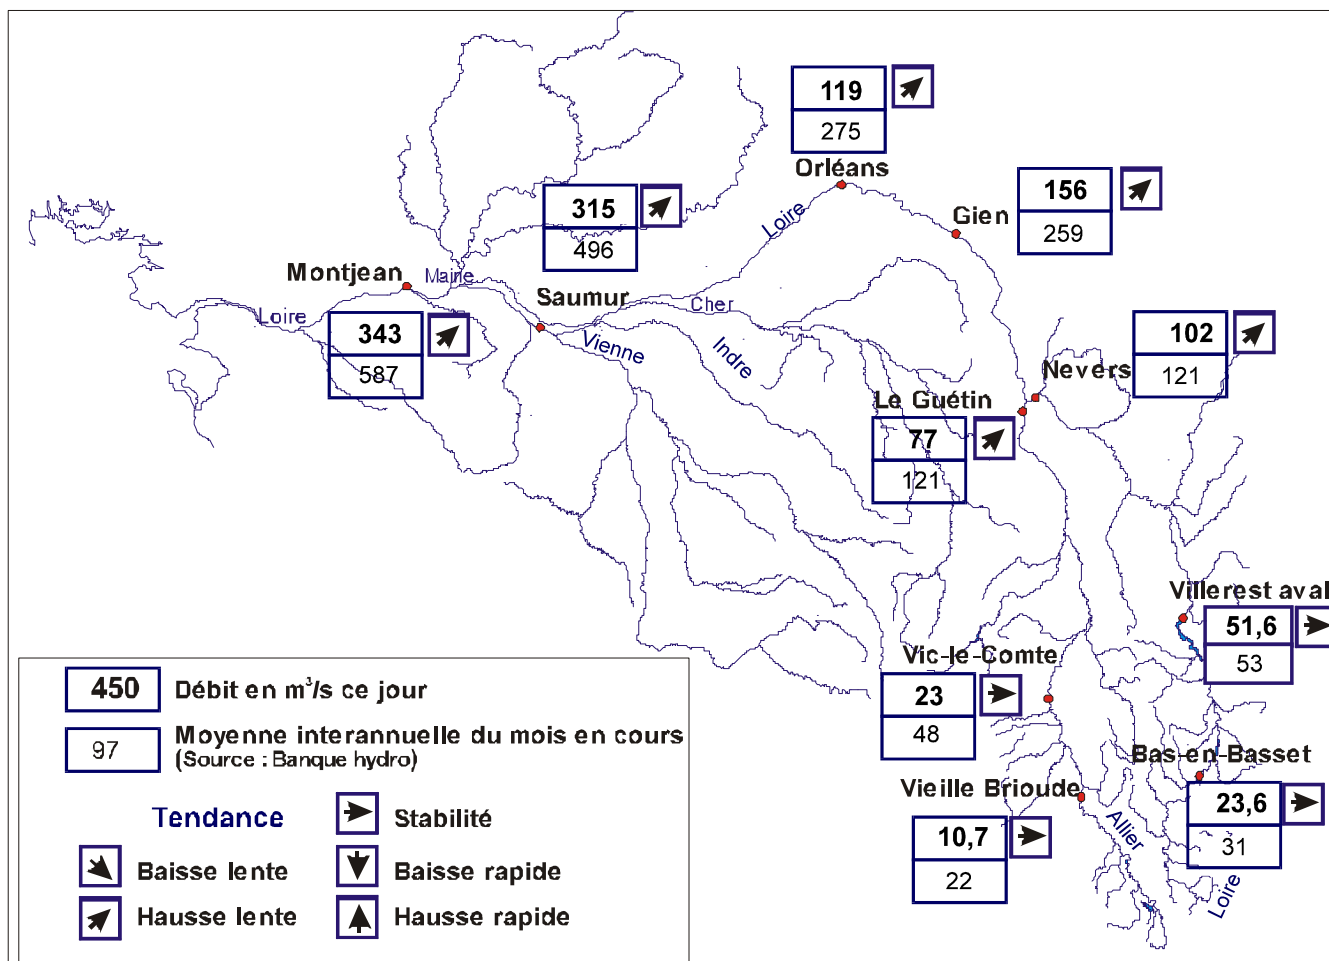 119
275
Orléans
156
259
Gien
315
496
Loire
Montjean
Maine
Saumur
Cher
Loire
343
587
Vienne
Indre
102
121
Nevers
Le Guétin
77
121
Villerest aval
51,6
53
Vic-le-Comte
23
48
Bas-en-Basset
23,6
31
Vieille Brioude
10,7
22
Allier
Loire
450 Débit en m³/s ce jour
97 Moyenne interannuelle du mois en cours
(Source : Banque hydro)
Tendance
Stabilité
Baisse lente
Baisse rapide
Hausse lente
Hausse rapide